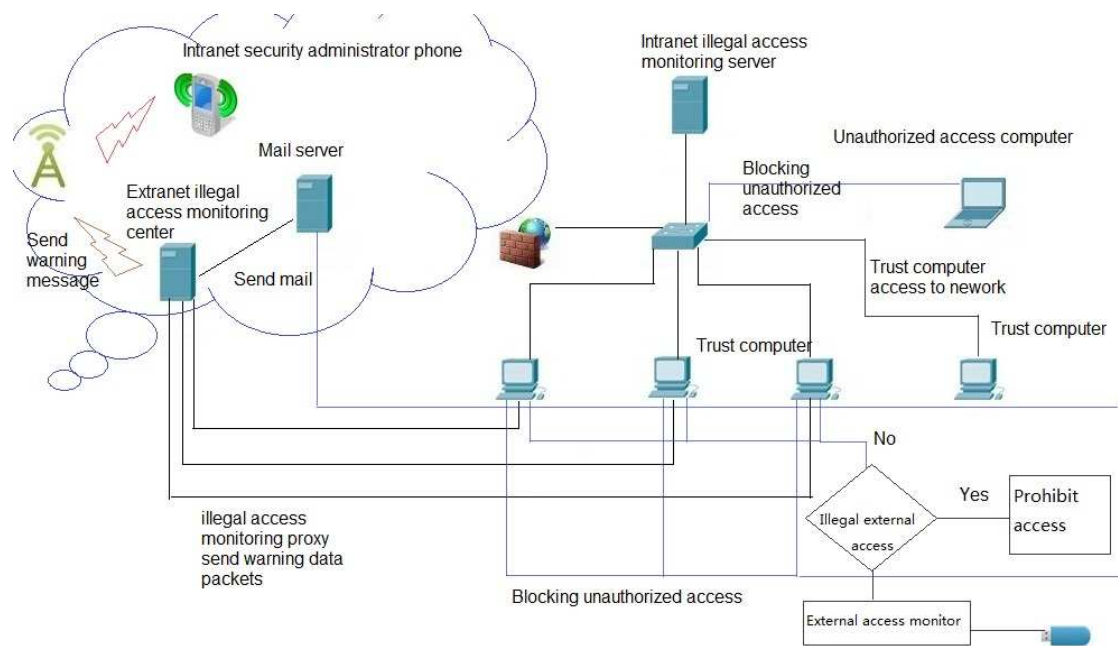 Intranet security administrator phone
Intranet illegal access
monitoring server
Unauthorized access computer
Mail server
Blocking
unauthorized
access
Extranet illegal
access monitoring
center
Send
warning
message
Send mail
Trust computer
access to nework
Trust computer
Trust computer
No
Yes
Prohibit
access
Illegal external
access
illegal access
monitoring proxy
send warning data
packets
Blocking unauthorized access
External access monitor